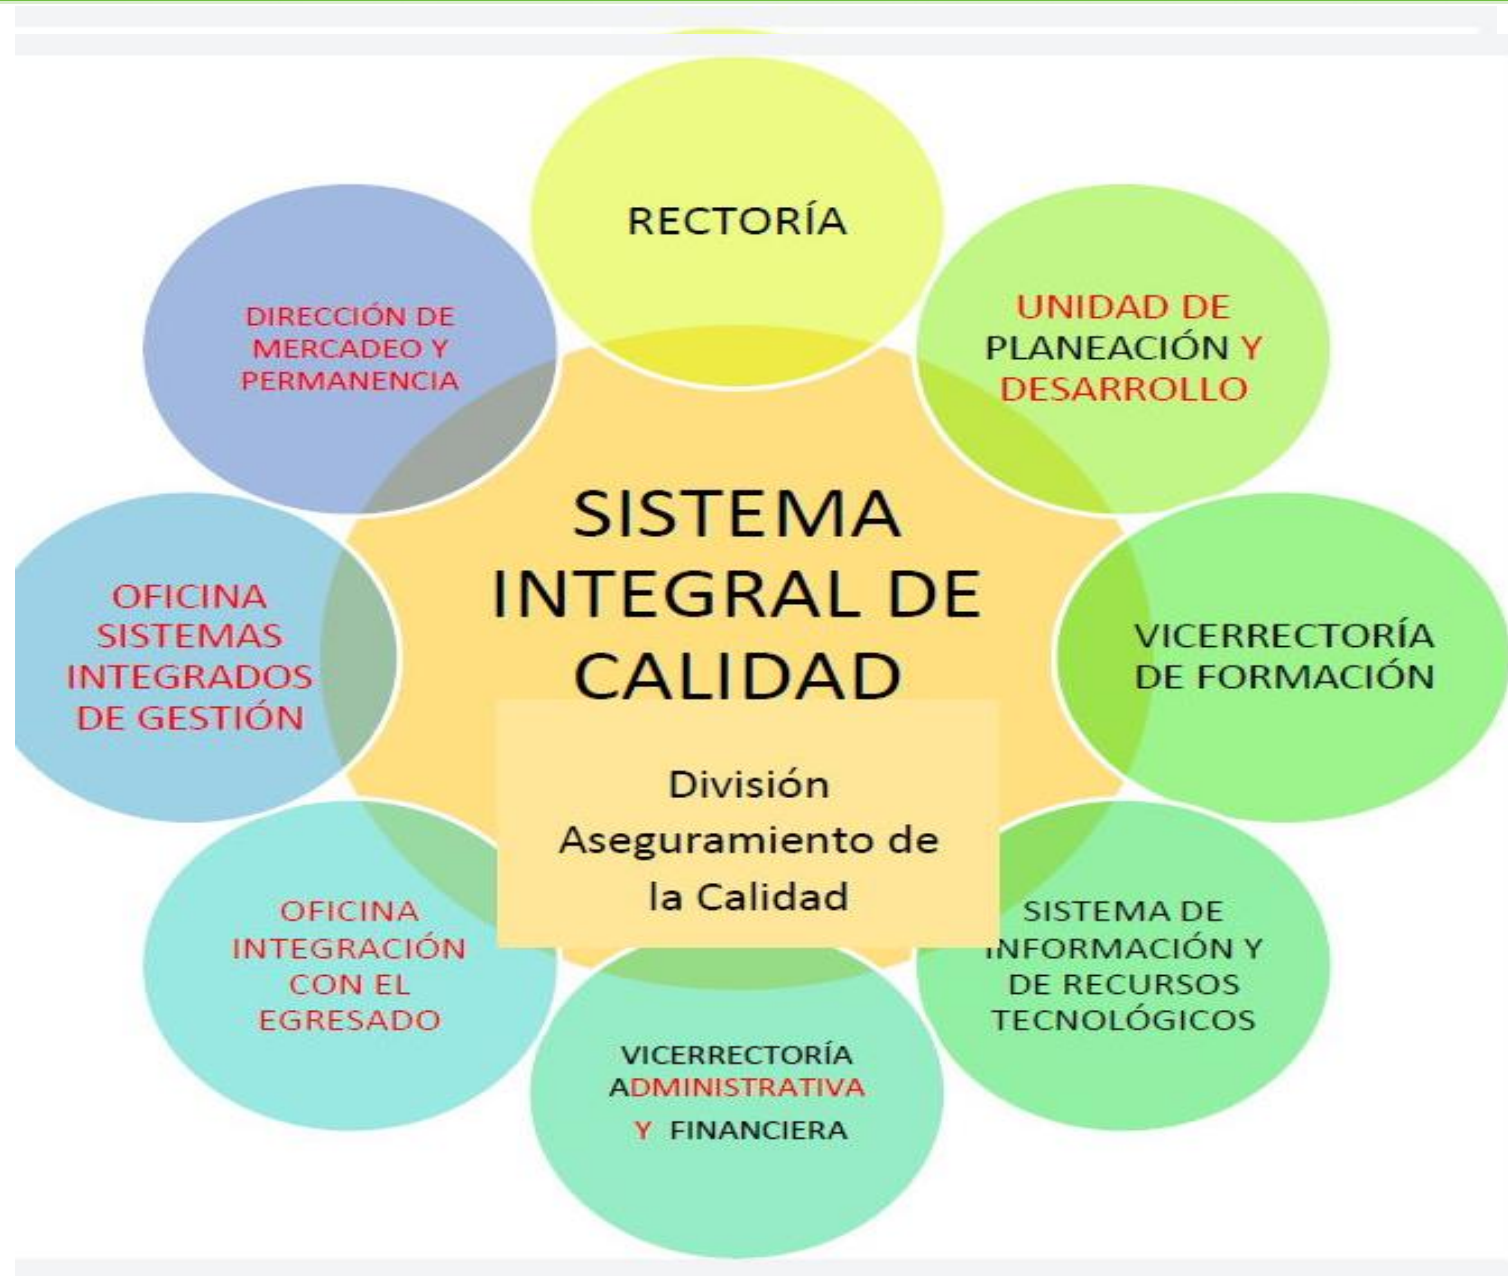 RECTORÍA
UNIDAD DE
PLANEACIÓN Y
DESARROLLO
VICERRECTORÍA
DE FORMACIÓN
SISTEMA DE
INFORMACIÓN Y
DE RECURSOS
TECNOLÓGICOS
VICERRECTORÍA
ADMINISTRATIVA
Y FINANCIERA
OFICINA
INTEGRACIÓN
CON EL
EGRESADO
OFICINA
SISTEMAS
INTEGRADOS
DE GESTIÓN
DIRECCIÓN DE
MERCADEO Y
PERMANENCIA
SISTEMA
INTEGRAL DE
CALIDAD
División
Aseguramiento de
la Calidad